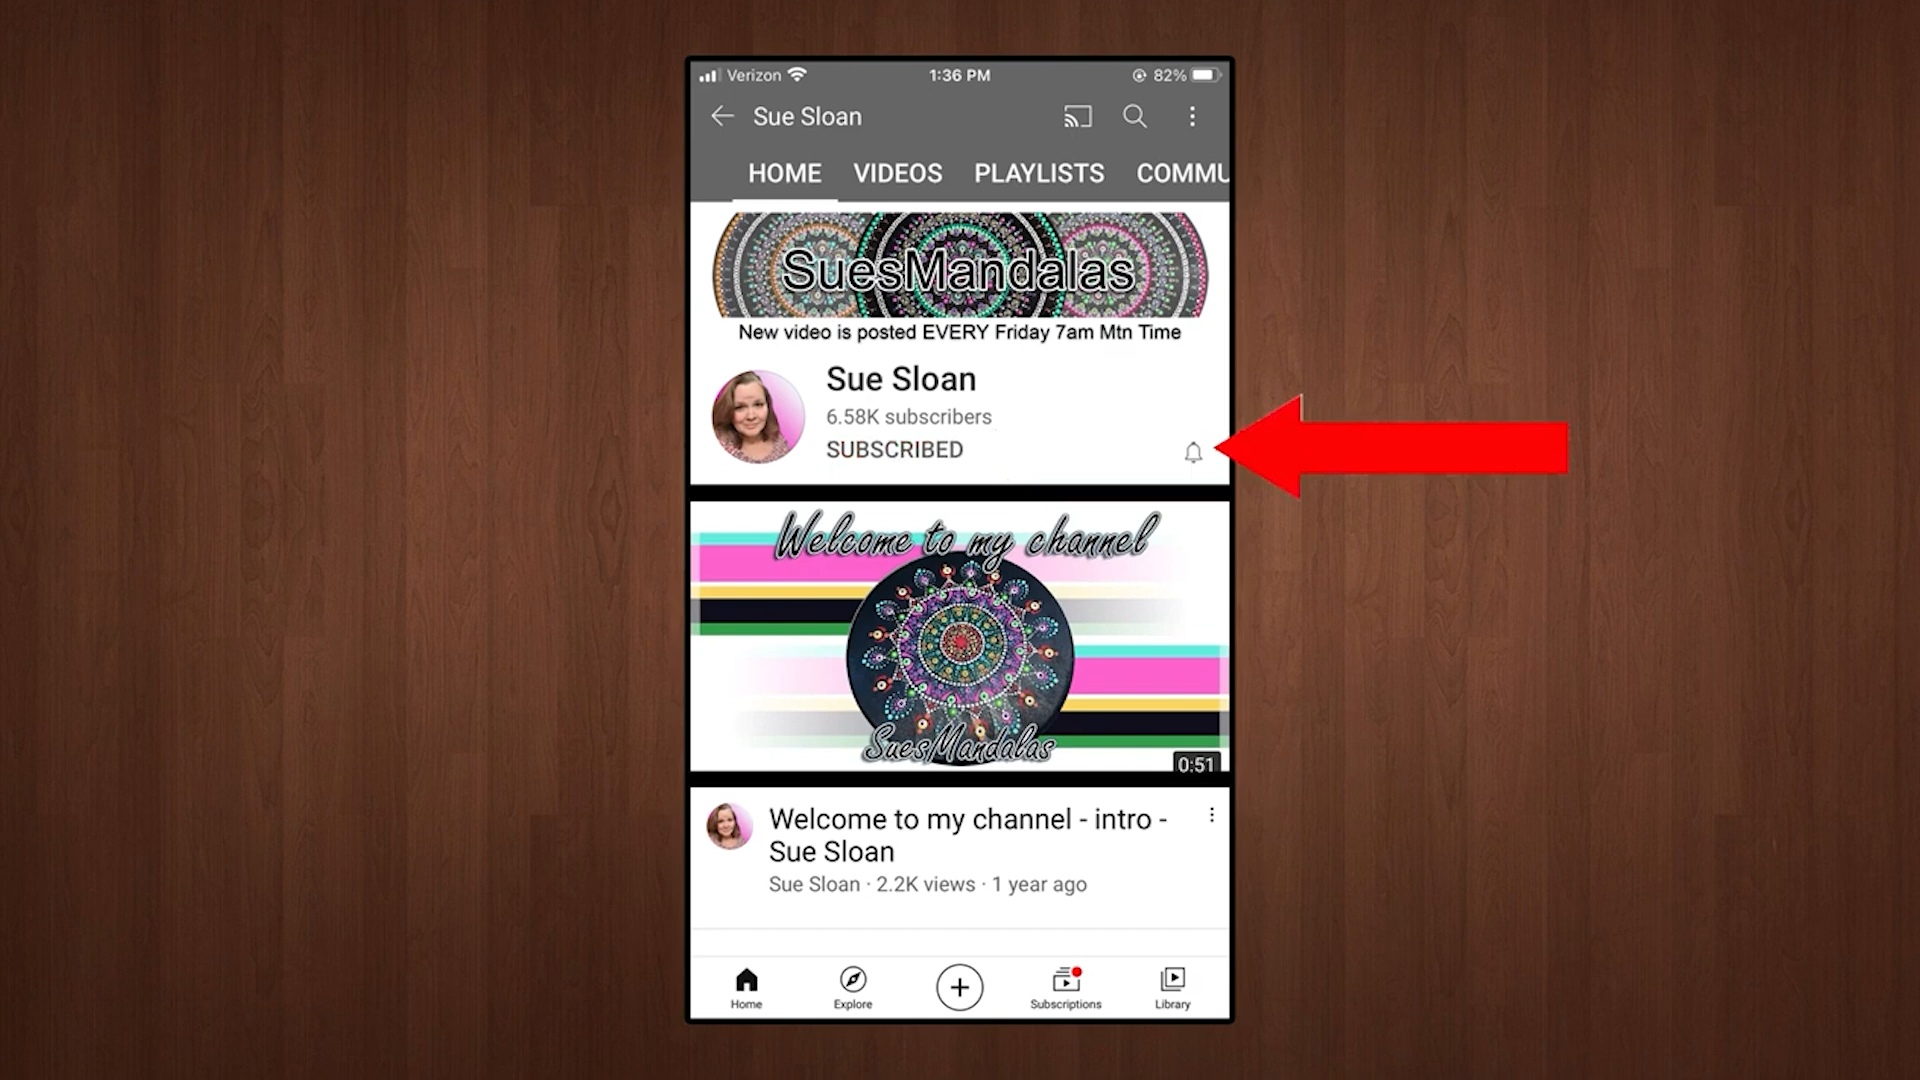 Verizon 1:36 PM 82%
Sue Sloan
HOME VIDEOS PLAYLISTS COMMU
SuesMandalas
New video is posted EVERY Friday 7am Mtn Time
Sue Sloan
6.58K subscribers
SUBSCRIBED
Welcome to my channel
SuesMandalas
0:51
Welcome to my channel - intro -
Sue Sloan
Sue Sloan · 2.2K views · 1 year ago
Home Explore Subscriptions Library